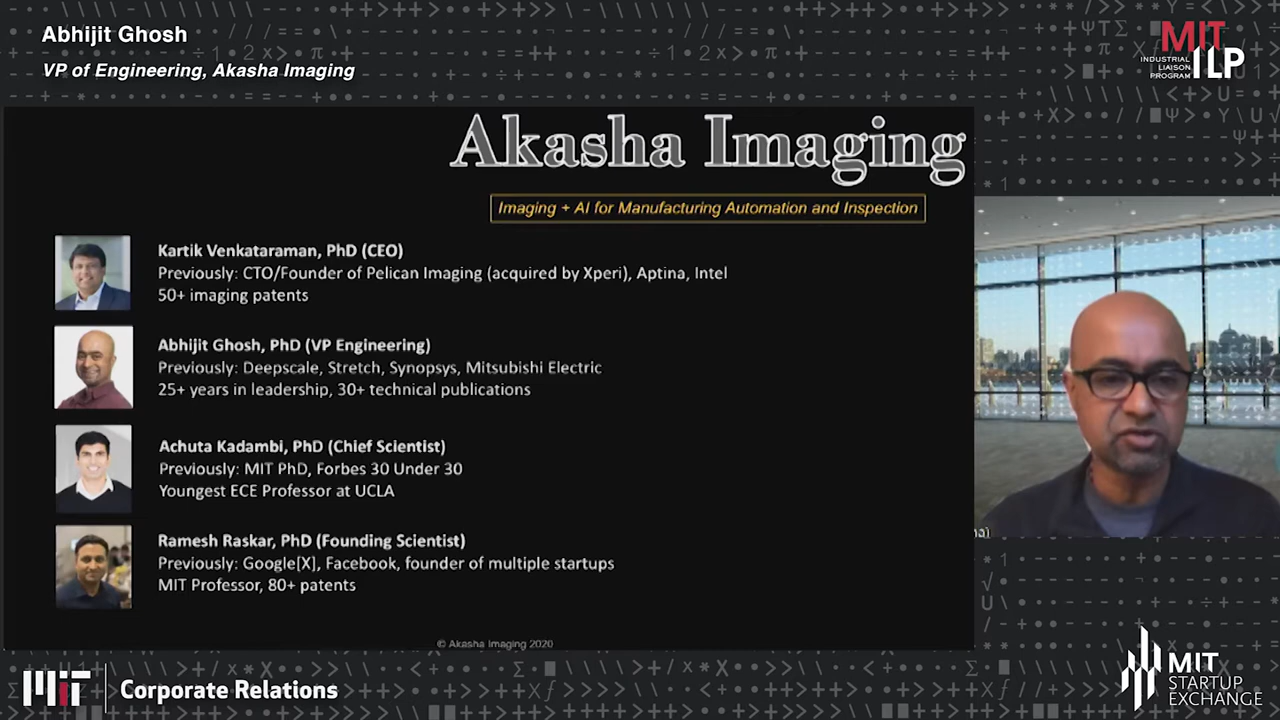 Abhijit Ghosh
VP of Engineering, Akasha Imaging
MIT
INDUSTRIAL
LIAISON
PROGRAM
ILP
Akasha Imaging
Imaging + AI for Manufacturing Automation and Inspection
Kartik Venkataraman, PhD (CEO)
Previously: CTO/Founder of Pelican Imaging (acquired by Xperi), Aptina, Intel
50+ imaging patents
Abhijit Ghosh, PhD (VP Engineering)
Previously: Deepscale, Stretch, Synopsys, Mitsubishi Electric
25+ years in leadership, 30+ technical publications
Achuta Kadambi, PhD (Chief Scientist)
Previously: MIT PhD, Forbes 30 Under 30
Youngest ECE Professor at UCLA
Ramesh Raskar, PhD (Founding Scientist)
Previously: Google[X], Facebook, founder of multiple startups
MIT Professor, 80+ patents
© Akasha Imaging 2020
MIT
Corporate Relations
MIT
STARTUP
EXCHANGE